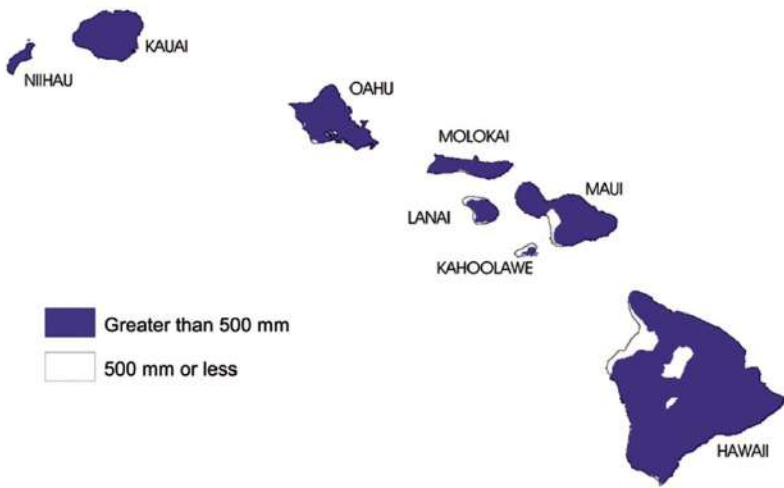 KAUAI
NIIHAU
OAHU
MOLOKAI
MAUI
LANAI
KAHOOLAWE
Greater than 500 mm
500 mm or less
HAWAII